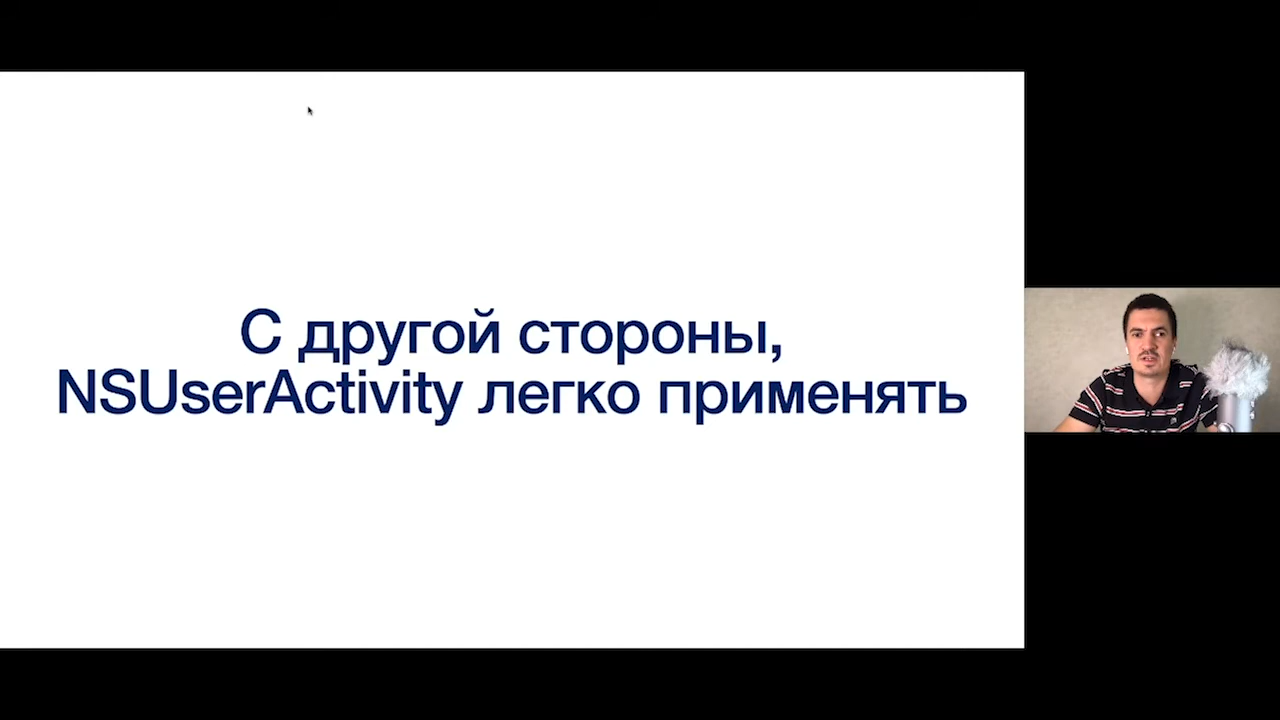 С другой стороны,
NSUserActivity легко применять